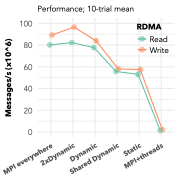 Performance; 10-trial mean
RDMA
Read
Write
Messages/s (x10^6)
100
80
60
40
20
0
MPI everywhere
2xDynamic
Dynamic
Shared Dynamic
Static
MPI+threads